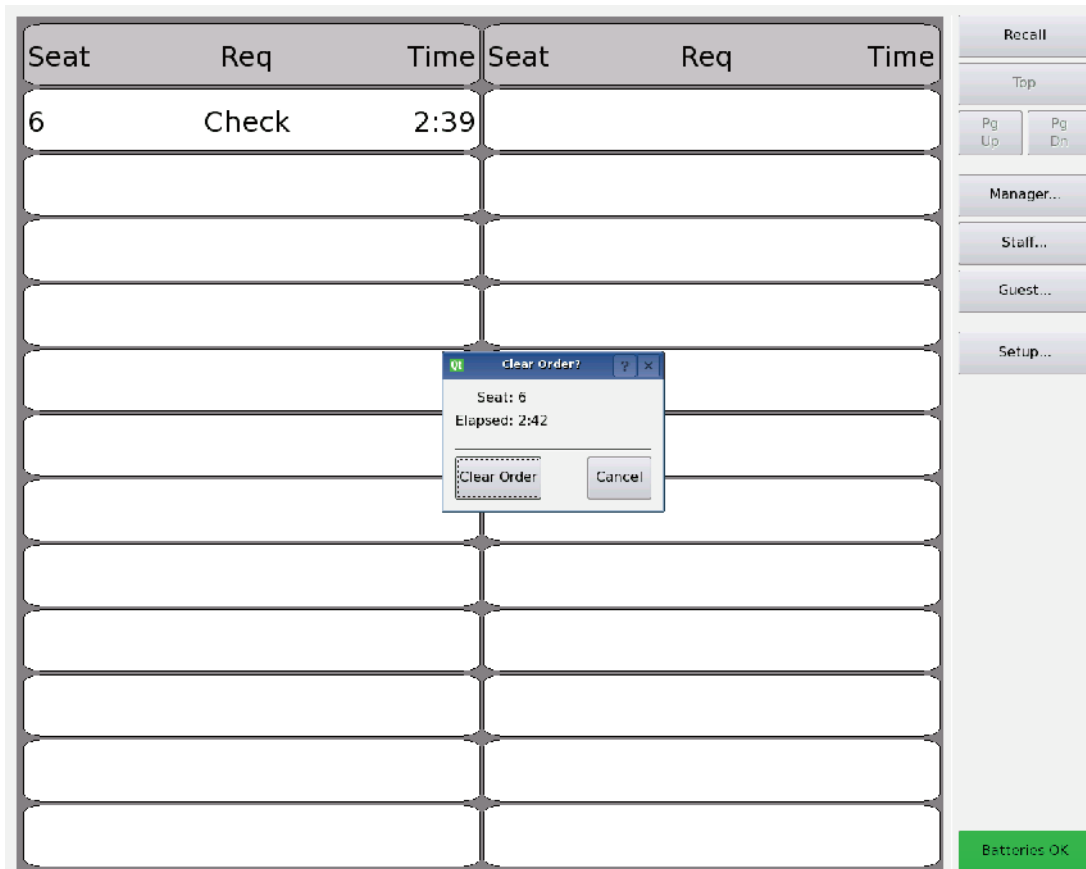 Seat Req Time Seat Req Time
6 Check 2:39
Recall
Top
Pg Up
Pg Dn
Manager...
Staff...
Guest...
Setup...
Qt Clear Order? ? ×
Seat: 6
Elapsed: 2:42
Clear Order Cancel
Batteries OK